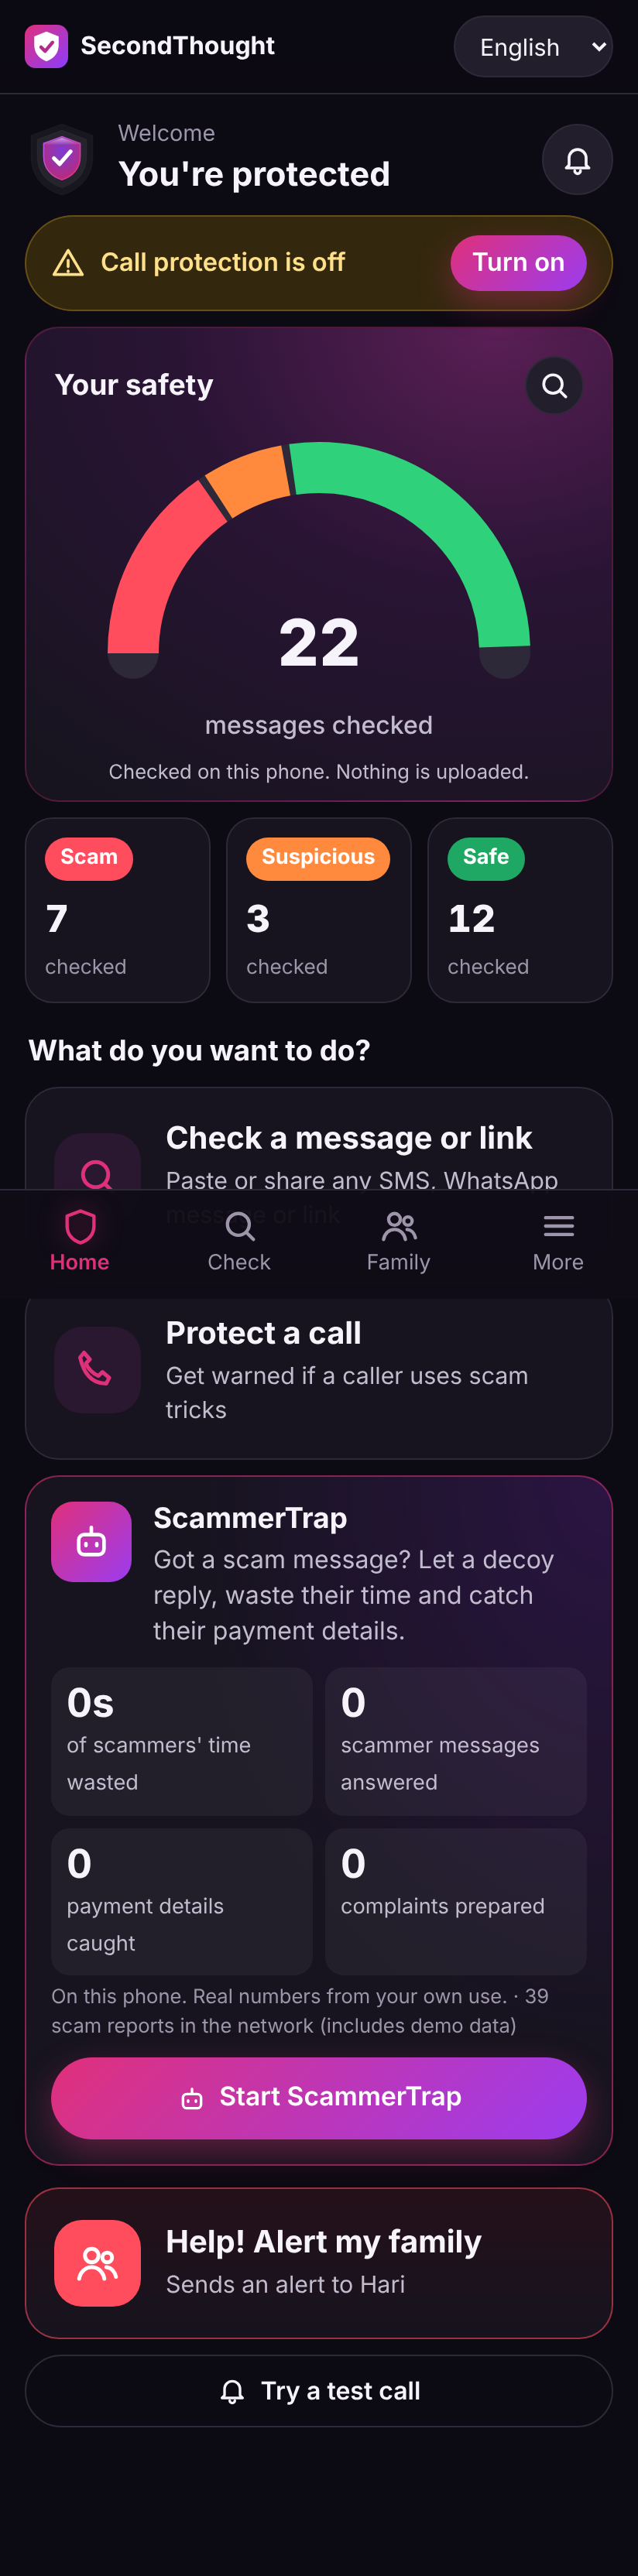 SecondThought
English
Welcome
You're protected
Call protection is off
Turn on
Your safety
22
messages checked
Checked on this phone. Nothing is uploaded.
Scam
7
checked
Suspicious
3
checked
Safe
12
checked
What do you want to do?
Check a message or link
Paste or share any SMS, WhatsApp
message or link
Home
Check
Family
More
Protect a call
Get warned if a caller uses scam
tricks
ScammerTrap
Got a scam message? Let a decoy
reply, waste their time and catch
their payment details.
0s
of scammers' time
wasted
0
scammer messages
answered
0
payment details
caught
0
complaints prepared
On this phone. Real numbers from your own use. · 39
scam reports in the network (includes demo data)
Start ScammerTrap
Help! Alert my family
Sends an alert to Hari
Try a test call